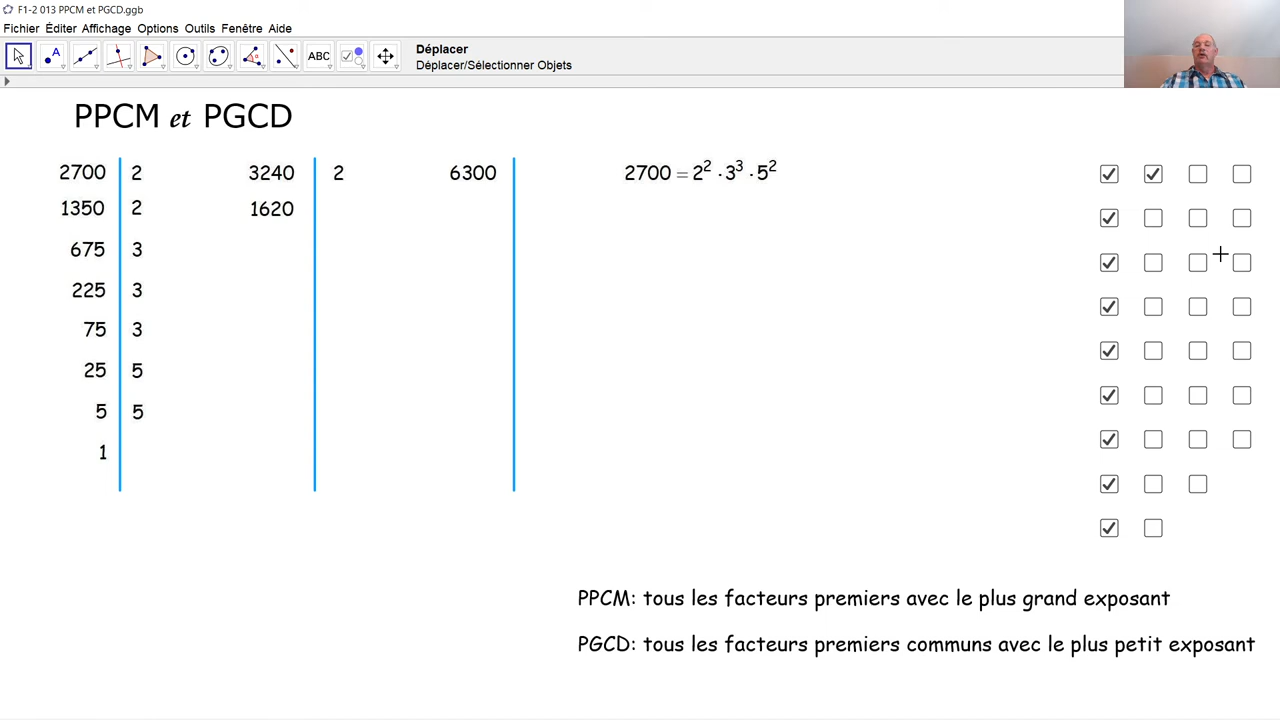 F1-2 013 PPCM et PGCD.ggb
Fichier Éditer Affichage Options Outils Fenêtre Aide
A ABC Déplacer
Déplacer/Sélectionner Objets
PPCM et PGCD
2700 2 3240 2 6300 2700 = 2² · 3³ · 5²
1350 2 1620
675 3
225 3
75 3
25 5
5 5
1
PPCM: tous les facteurs premiers avec le plus grand exposant
PGCD: tous les facteurs premiers communs avec le plus petit exposant